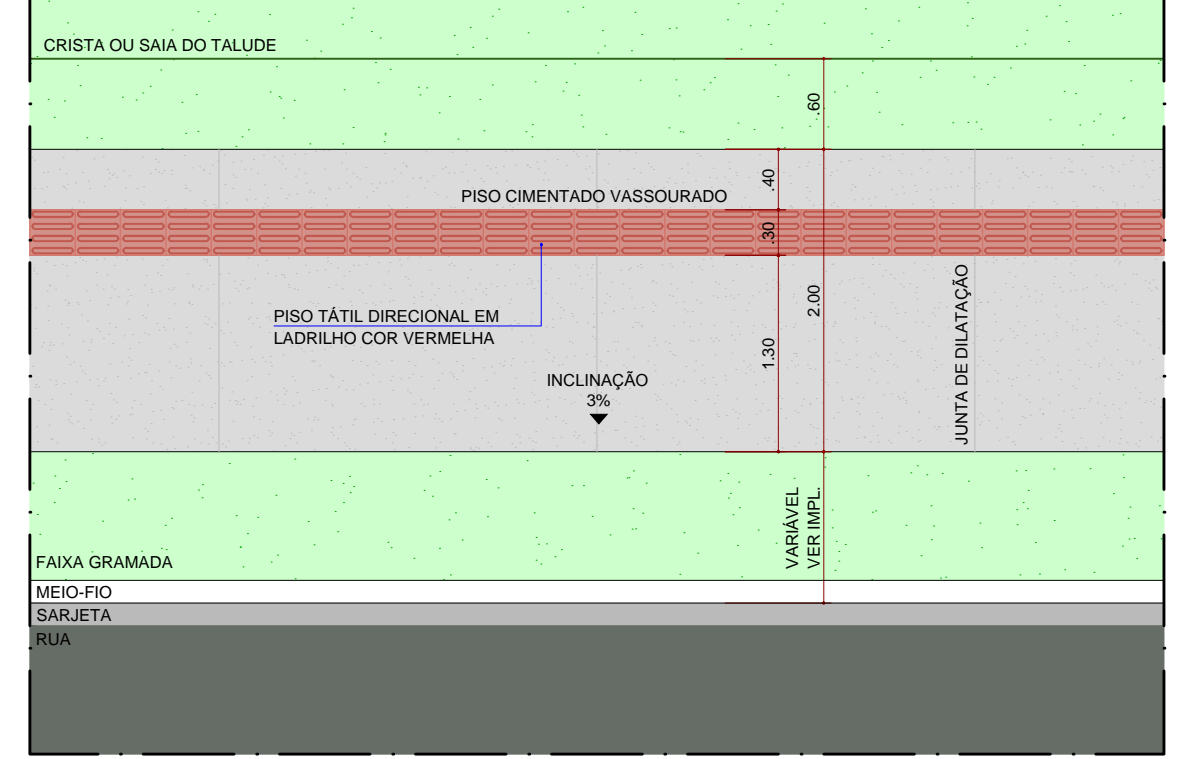 CRISTA OU SAIA DO TALUDE
.60
.40
PISO CIMENTADO VASSOURADO
.30
2.00
PISO TÁTIL DIRECIONAL EM
LADRILHO COR VERMELHA
1.30
JUNTA DE DILATAÇÃO
INCLINAÇÃO
3%
VARIÁVEL
VER IMPL.
FAIXA GRAMADA
MEIO-FIO
SARJETA
RUA